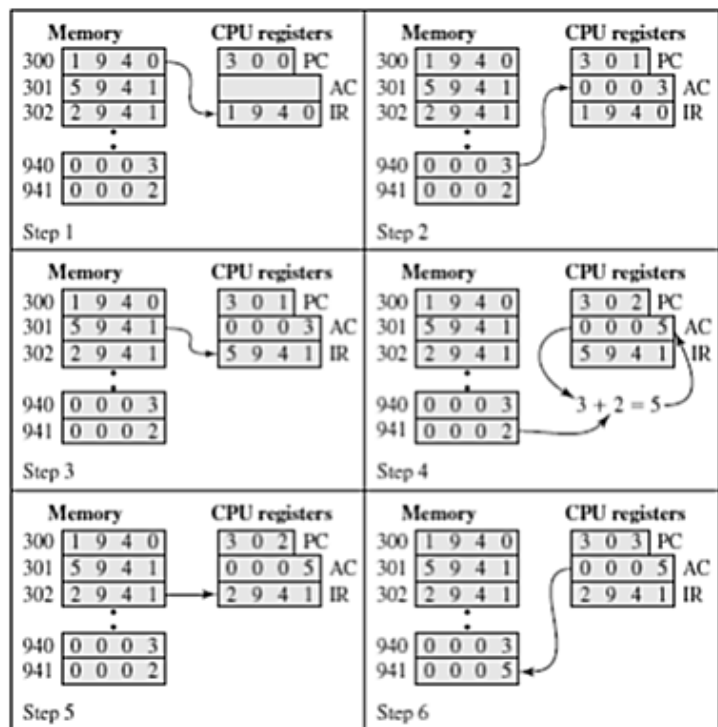 Memory CPU registers
300 1 9 4 0 3 0 0 PC
301 5 9 4 1 AC
302 2 9 4 1 1 9 4 0 IR
940 0 0 0 3
941 0 0 0 2
Step 1
Memory CPU registers
300 1 9 4 0 3 0 1 PC
301 5 9 4 1 0 0 0 3 AC
302 2 9 4 1 1 9 4 0 IR
940 0 0 0 3
941 0 0 0 2
Step 2
Memory CPU registers
300 1 9 4 0 3 0 1 PC
301 5 9 4 1 0 0 0 3 AC
302 2 9 4 1 5 9 4 1 IR
940 0 0 0 3
941 0 0 0 2
Step 3
Memory CPU registers
300 1 9 4 0 3 0 2 PC
301 5 9 4 1 0 0 0 5 AC
302 2 9 4 1 5 9 4 1 IR
940 0 0 0 3 3 + 2 = 5
941 0 0 0 2
Step 4
Memory CPU registers
300 1 9 4 0 3 0 2 PC
301 5 9 4 1 0 0 0 5 AC
302 2 9 4 1 2 9 4 1 IR
940 0 0 0 3
941 0 0 0 2
Step 5
Memory CPU registers
300 1 9 4 0 3 0 3 PC
301 5 9 4 1 0 0 0 5 AC
302 2 9 4 1 2 9 4 1 IR
940 0 0 0 3
941 0 0 0 5
Step 6